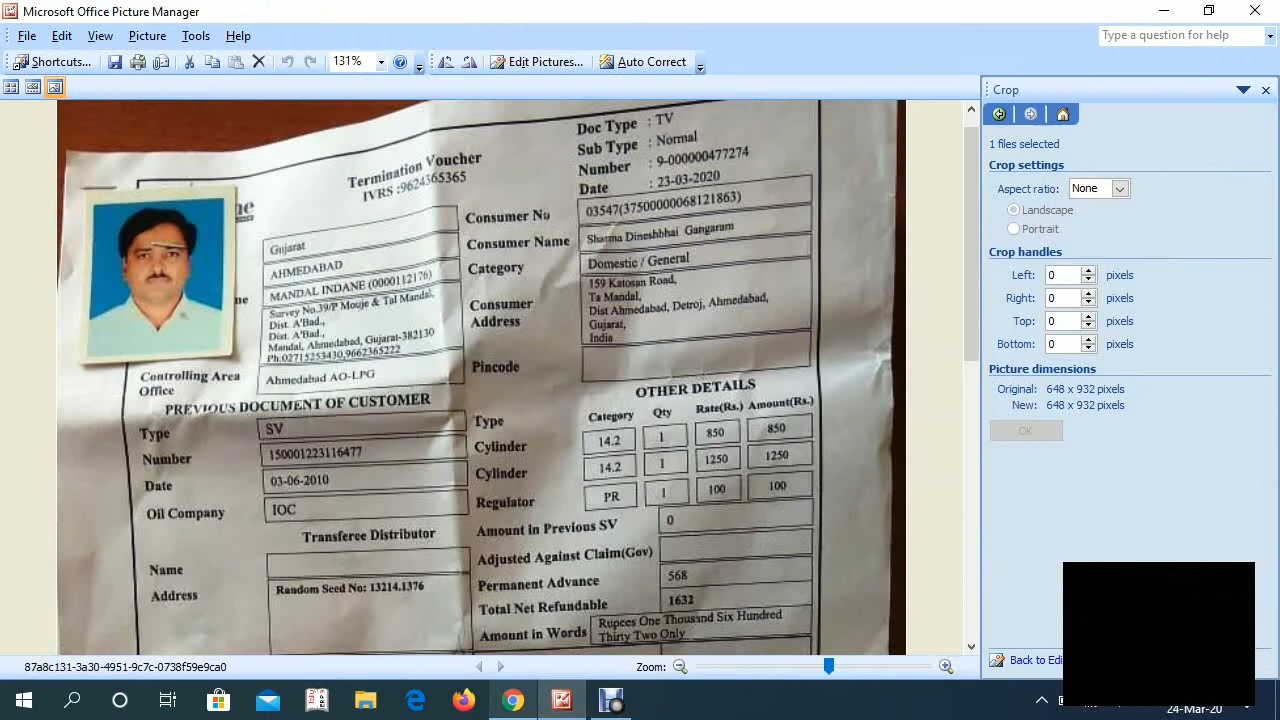 Microsoft Office Picture Manager
File Edit View Picture Tools Help
Type a question for help
Shortcuts... 131% Edit Pictures... Auto Correct
Termination Voucher
IVRS :9624365365
Doc Type : TV
Sub Type : Normal
Number : 9-000000477274
Date : 23-03-2020
Gujarat
AHMEDABAD
MANDAL INDANE (0000112176)
Survey No.39/P Mouje & Tal Mandal,
Dist. A'Bad.,
Dist. A'Bad.,
Mandal, Ahmedabad, Gujarat-382130
Ph,02715253430,9662365222
Controlling Area
Office
Ahmedabad AO-LPG
Consumer No 03547(37500000068121863)
Consumer Name Sharma Dineshbhai Gangaram
Category Domestic / General
Consumer
Address
159 Katosan Road,
Ta Mandal,
Dist Ahmedabad, Detroj, Ahmedabad,
Gujarat,
India
Pincode
PREVIOUS DOCUMENT OF CUSTOMER
Type SV
Number 150001223116477
Date 03-06-2010
Oil Company IOC
Transferee Distributor
Name
Address Random Seed No: 13214.1376
OTHER DETAILS
Type Category Qty Rate(Rs.) Amount(Rs.)
Cylinder 14.2 1 850 850
Cylinder 14.2 1 1250 1250
Regulator PR 1 100 100
Amount in Previous SV 0
Adjusted Against Claim(Gov)
Permanent Advance 568
Total Net Refundable 1632
Amount in Words Rupees One Thousand Six Hundred
Thirty Two Only
Crop
1 files selected
Crop settings
Aspect ratio: None
Landscape
Portrait
Crop handles
Left: 0 pixels
Right: 0 pixels
Top: 0 pixels
Bottom: 0 pixels
Picture dimensions
Original: 648 x 932 pixels
New: 648 x 932 pixels
OK
Back to Edi
87a8c131-3a30-4951-9c7c-0738f59e9ca0
Zoom:
24-Mar-20